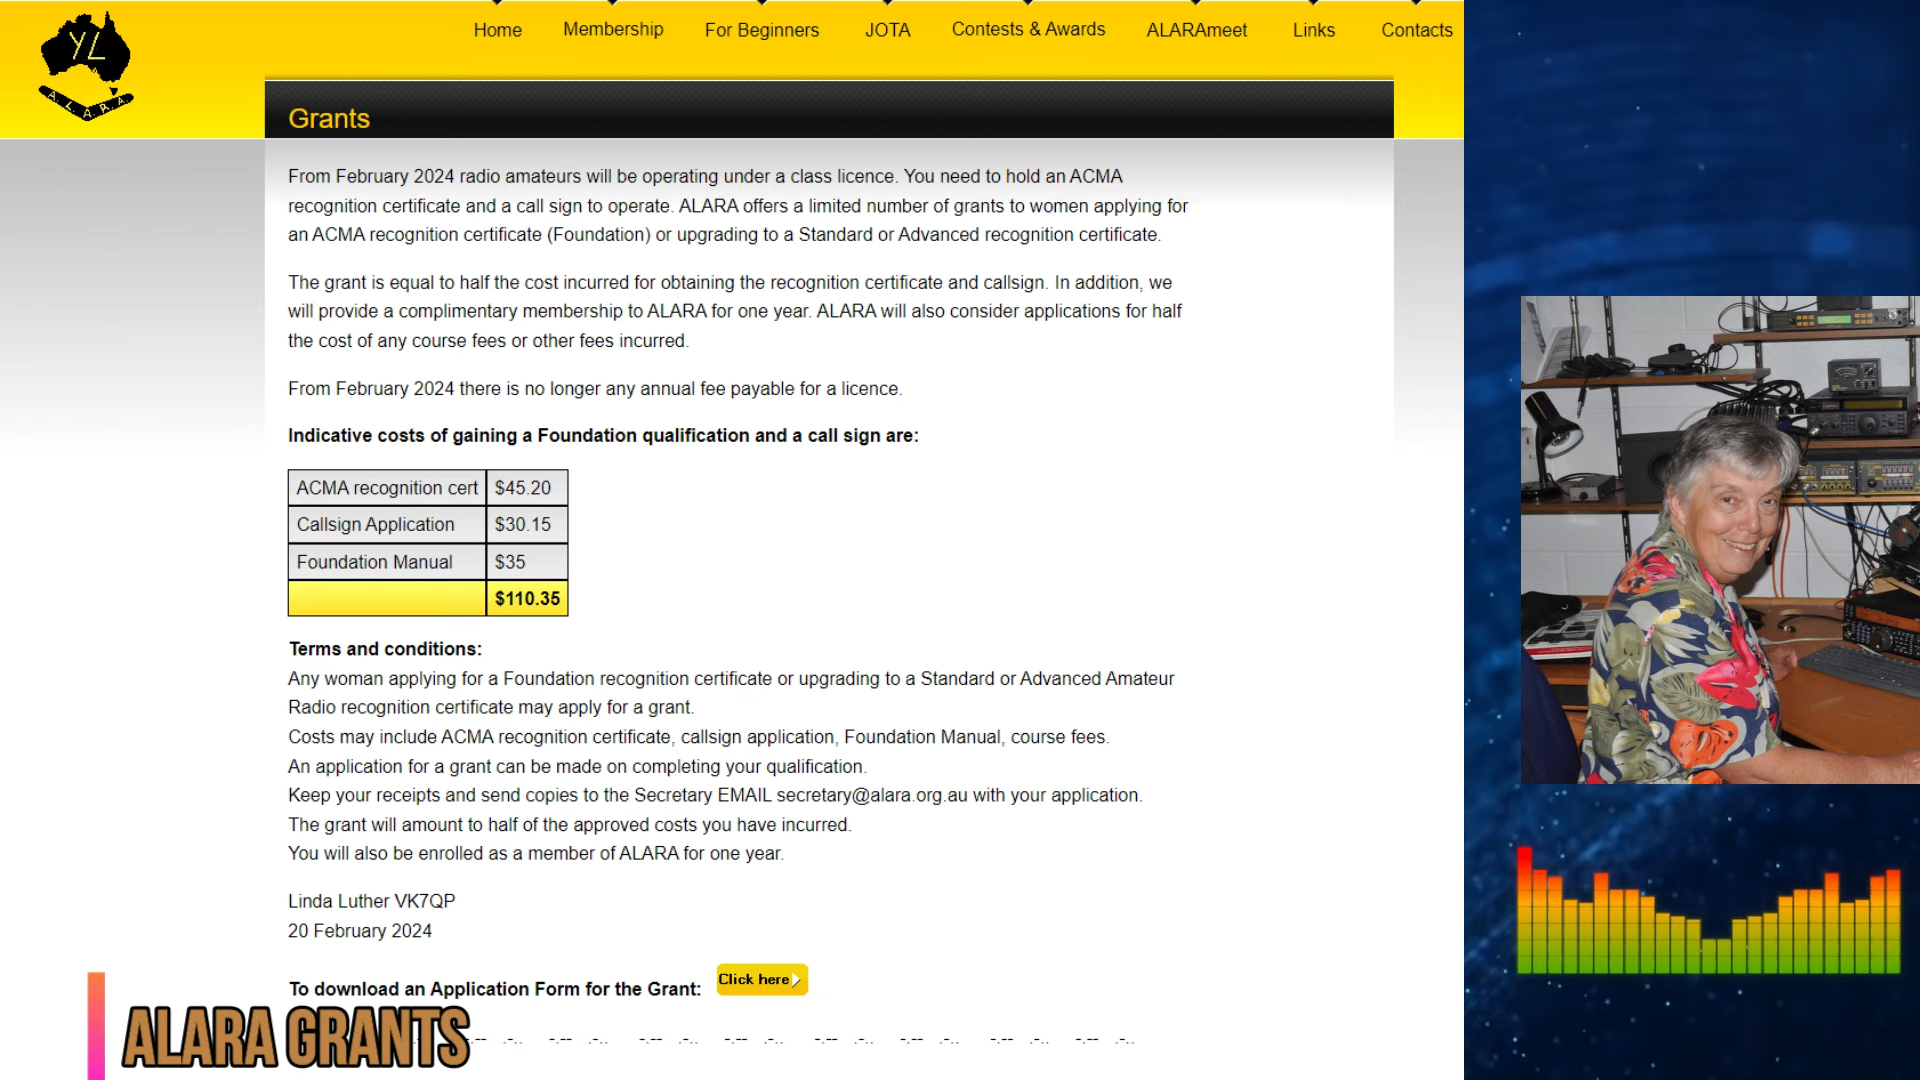 YL
A.L.A.R.A.
Home Membership For Beginners JOTA Contests & Awards ALARAmeet Links Contacts
Grants
From February 2024 radio amateurs will be operating under a class licence. You need to hold an ACMA
recognition certificate and a call sign to operate. ALARA offers a limited number of grants to women applying for
an ACMA recognition certificate (Foundation) or upgrading to a Standard or Advanced recognition certificate.
The grant is equal to half the cost incurred for obtaining the recognition certificate and callsign. In addition, we
will provide a complimentary membership to ALARA for one year. ALARA will also consider applications for half
the cost of any course fees or other fees incurred.
From February 2024 there is no longer any annual fee payable for a licence.
Indicative costs of gaining a Foundation qualification and a call sign are:
ACMA recognition cert $45.20
Callsign Application $30.15
Foundation Manual $35
$110.35
Terms and conditions:
Any woman applying for a Foundation recognition certificate or upgrading to a Standard or Advanced Amateur
Radio recognition certificate may apply for a grant.
Costs may include ACMA recognition certificate, callsign application, Foundation Manual, course fees.
An application for a grant can be made on completing your qualification.
Keep your receipts and send copies to the Secretary EMAIL secretary@alara.org.au with your application.
The grant will amount to half of the approved costs you have incurred.
You will also be enrolled as a member of ALARA for one year.
Linda Luther VK7QP
20 February 2024
To download an Application Form for the Grant: Click here
ALARA GRANTS